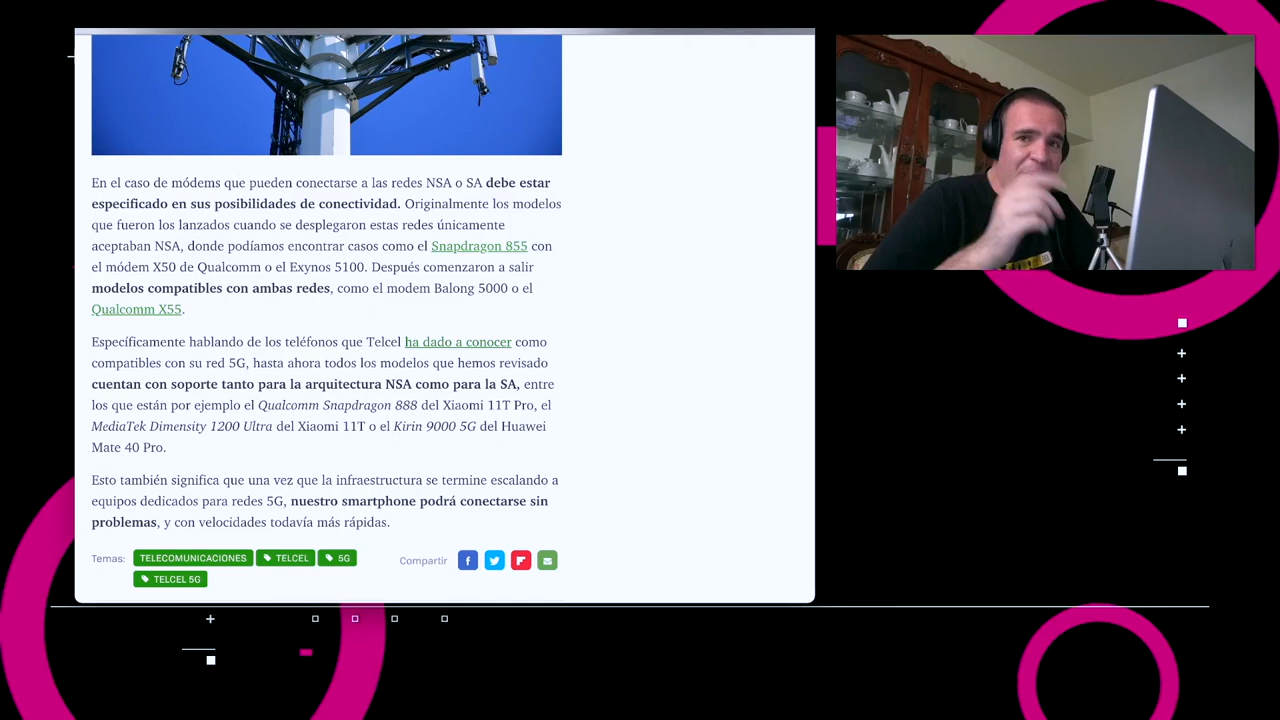 En el caso de módems que pueden conectarse a las redes NSA o SA debe estar
especificado en sus posibilidades de conectividad. Originalmente los modelos
que fueron los lanzados cuando se desplegaron estas redes únicamente
aceptaban NSA, donde podíamos encontrar casos como el Snapdragon 855 con
el módem X50 de Qualcomm o el Exynos 5100. Después comenzaron a salir
modelos compatibles con ambas redes, como el modem Balong 5000 o el
Qualcomm X55.
Específicamente hablando de los teléfonos que Telcel ha dado a conocer como
compatibles con su red 5G, hasta ahora todos los modelos que hemos revisado
cuentan con soporte tanto para la arquitectura NSA como para la SA, entre
los que están por ejemplo el Qualcomm Snapdragon 888 del Xiaomi 11T Pro, el
MediaTek Dimensity 1200 Ultra del Xiaomi 11T o el Kirin 9000 5G del Huawei
Mate 40 Pro.
Esto también significa que una vez que la infraestructura se termine escalando a
equipos dedicados para redes 5G, nuestro smartphone podrá conectarse sin
problemas, y con velocidades todavía más rápidas.
Temas: TELECOMUNICACIONES TELCEL 5G Compartir
TELCEL 5G